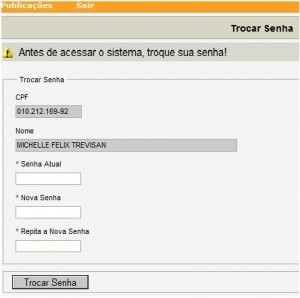 Publicações Sair
Trocar Senha
Antes de acessar o sistema, troque sua senha!
Trocar Senha
CPF
010.212.169-92
Nome
MICHELLE FELIX TREVISAN
* Senha Atual
* Nova Senha
* Repita a Nova Senha
Trocar Senha